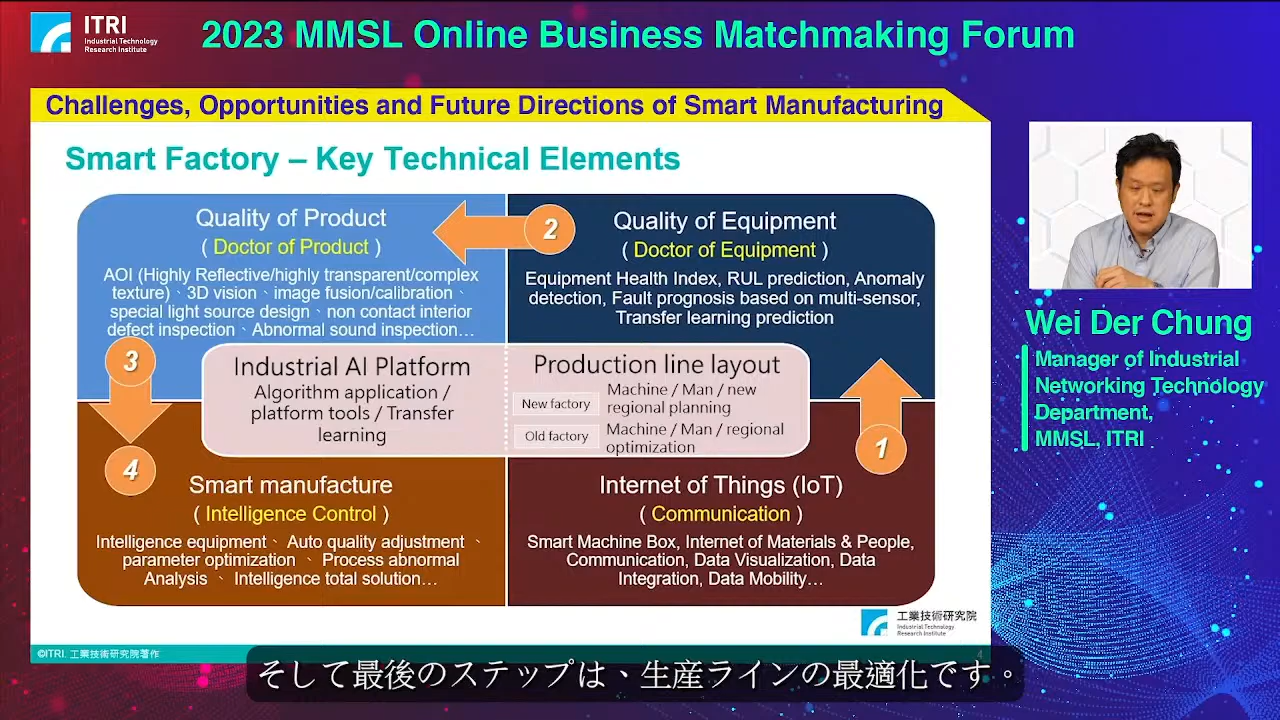 ITRI
Industrial Technology
Research Institute
2023 MMSL Online Business Matchmaking Forum
Challenges, Opportunities and Future Directions of Smart Manufacturing
Smart Factory – Key Technical Elements
Quality of Product
( Doctor of Product )
AOI (Highly Reflective/highly transparent/complex
texture)、3D vision、image fusion/calibration、
special light source design、non contact interior
defect inspection、Abnormal sound inspection…
2
Quality of Equipment
( Doctor of Equipment )
Equipment Health Index, RUL prediction, Anomaly
detection, Fault prognosis based on multi-sensor,
Transfer learning prediction
3
Industrial AI Platform
Algorithm application /
platform tools / Transfer
learning
Production line layout
New factory
Machine / Man / new
regional planning
Old factory
Machine / Man / regional
optimization
1
4
Smart manufacture
( Intelligence Control )
Intelligence equipment、Auto quality adjustment、
parameter optimization、Process abnormal
Analysis、Intelligence total solution…
Internet of Things (IoT)
( Communication )
Smart Machine Box, Internet of Materials & People,
Communication, Data Visualization, Data
Integration, Data Mobility…
工業技術研究院
Industrial Technology
Research Institute
©ITRI. 工業技術研究院著作
4
Wei Der Chung
Manager of Industrial
Networking Technology
Department,
MMSL, ITRI
そして最後のステップは、生産ラインの最適化です。